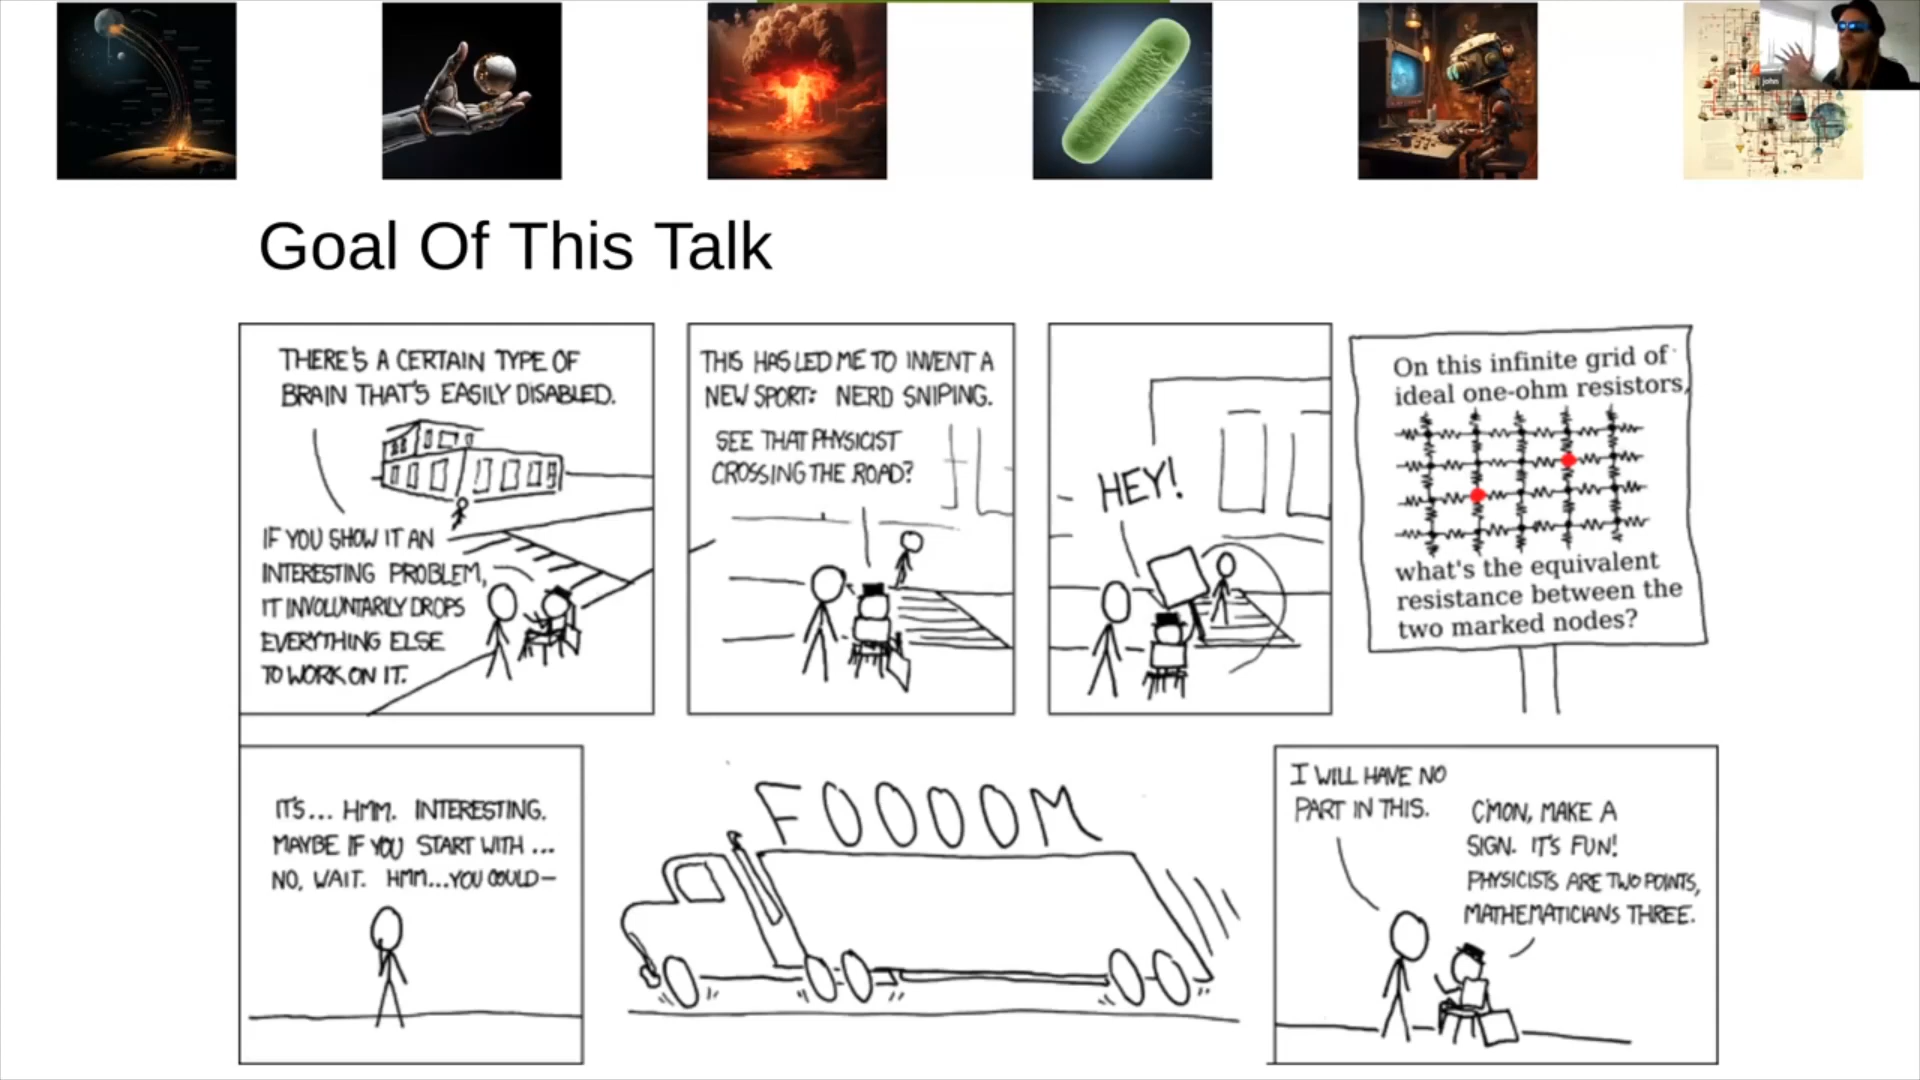 john
Goal Of This Talk
THERE'S A CERTAIN TYPE OF
BRAIN THAT'S EASILY DISABLED.
IF YOU SHOW IT AN
INTERESTING PROBLEM,
IT INVOLUNTARILY DROPS
EVERYTHING ELSE
TO WORK ON IT.
THIS HAS LED ME TO INVENT A
NEW SPORT: NERD SNIPING.
SEE THAT PHYSICIST
CROSSING THE ROAD?
HEY!
On this infinite grid of
ideal one-ohm resistors,
what's the equivalent
resistance between the
two marked nodes?
IT'S... HMM. INTERESTING.
MAYBE IF YOU START WITH ...
NO, WAIT. HMM...YOU COULD—
FOOOOM
I WILL HAVE NO
PART IN THIS.
C'MON, MAKE A
SIGN. IT'S FUN!
PHYSICISTS ARE TWO POINTS,
MATHEMATICIANS THREE.